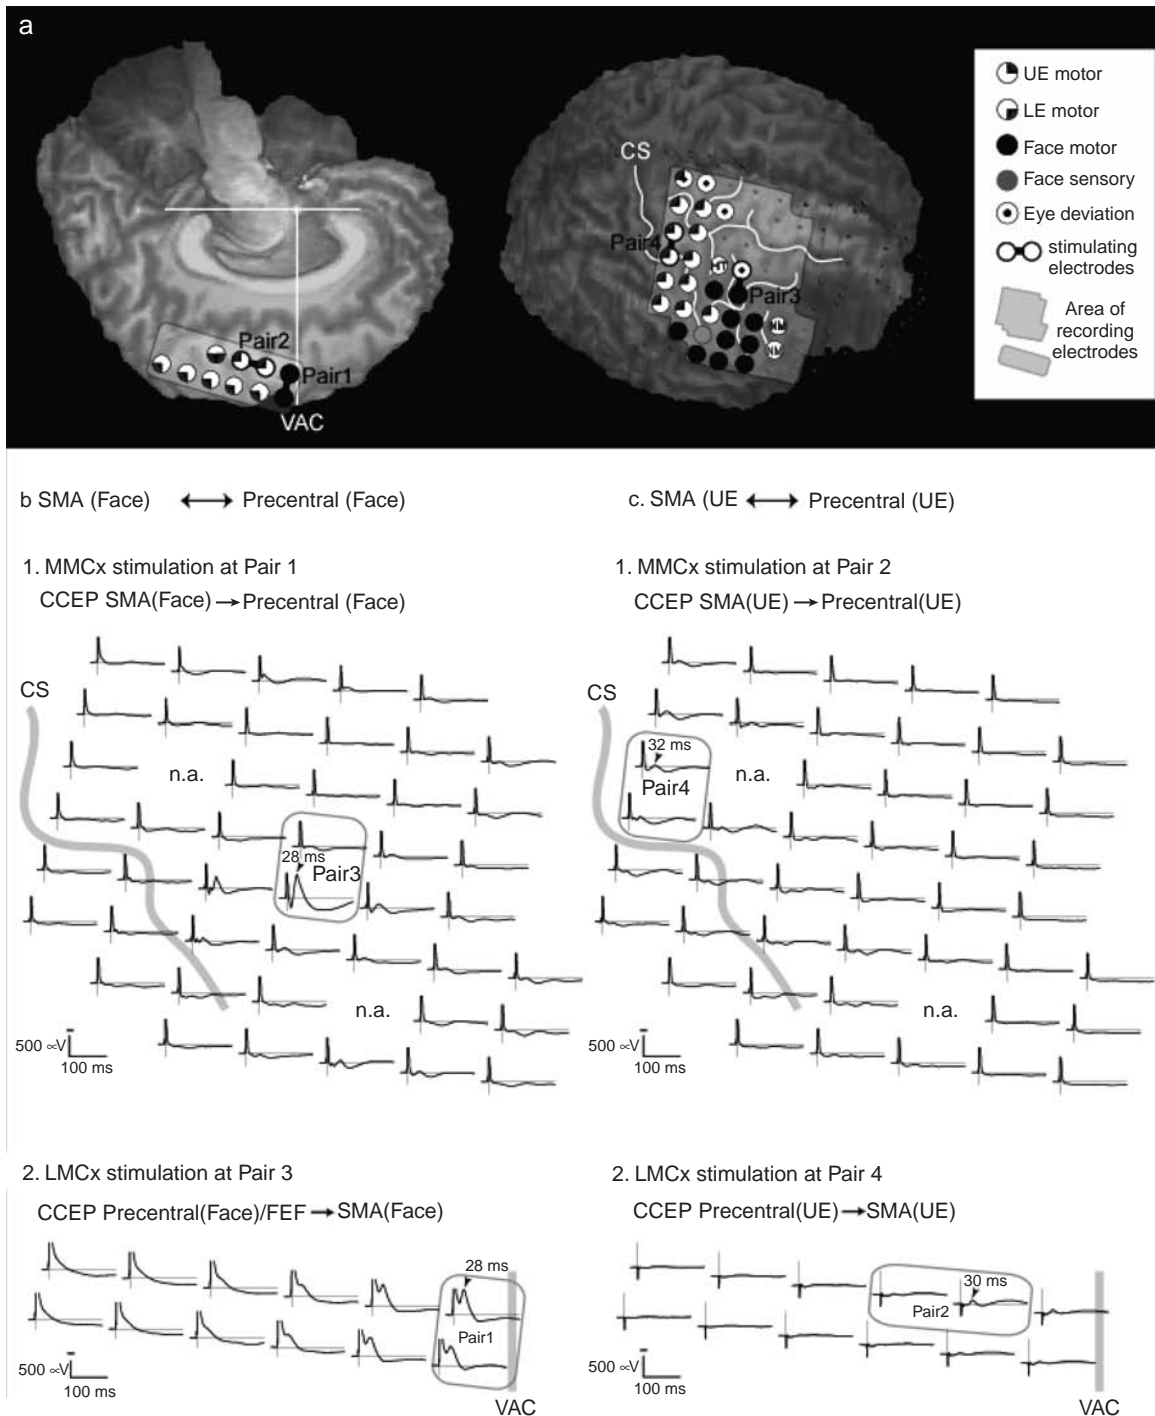 a
UE motor
LE motor
Face motor
Face sensory
Eye deviation
stimulating
electrodes
Area of
recording
electrodes
CS
Pair4
Pair3
Pair2
Pair1
VAC
b SMA (Face) ↔ Precentral (Face)
1. MMCx stimulation at Pair 1
CCEP SMA(Face) → Precentral (Face)
CS
n.a.
28 ms
Pair3
n.a.
500 ∝V
100 ms
2. LMCx stimulation at Pair 3
CCEP Precentral(Face)/FEF → SMA(Face)
28 ms
Pair1
500 ∝V
100 ms
VAC
c. SMA (UE ↔ Precentral (UE)
1. MMCx stimulation at Pair 2
CCEP SMA(UE) → Precentral(UE)
CS
32 ms
Pair4
n.a.
n.a.
500 ∝V
100 ms
2. LMCx stimulation at Pair 4
CCEP Precentral(UE) → SMA(UE)
30 ms
Pair2
500 ∝V
100 ms
VAC